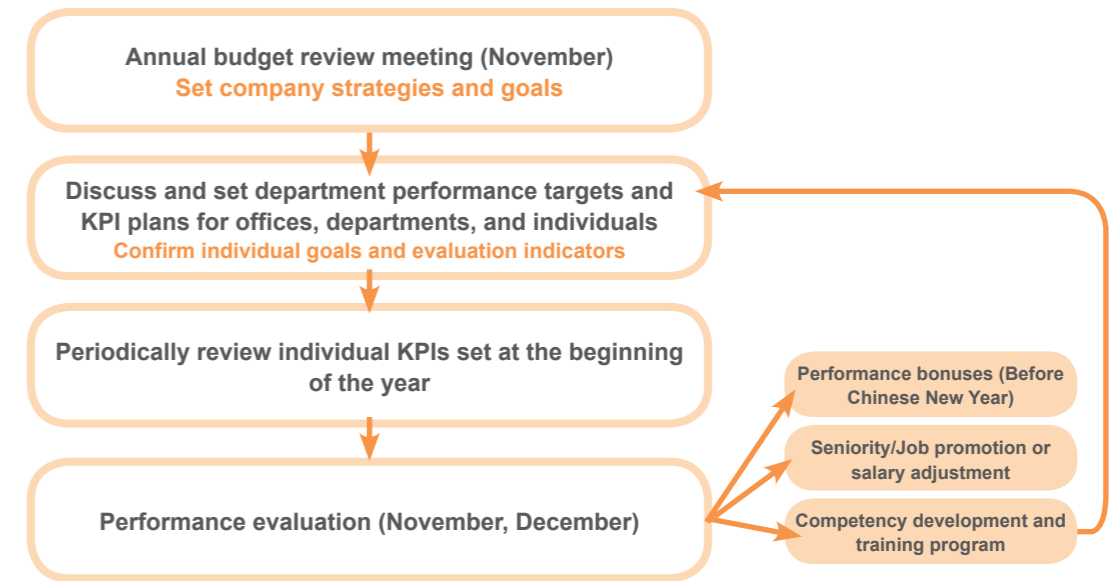 Annual budget review meeting (November)
Set company strategies and goals
Discuss and set department performance targets and
KPI plans for offices, departments, and individuals
Confirm individual goals and evaluation indicators
Periodically review individual KPIs set at the beginning
of the year
Performance evaluation (November, December)
Performance bonuses (Before
Chinese New Year)
Seniority/Job promotion or
salary adjustment
Competency development and
training program